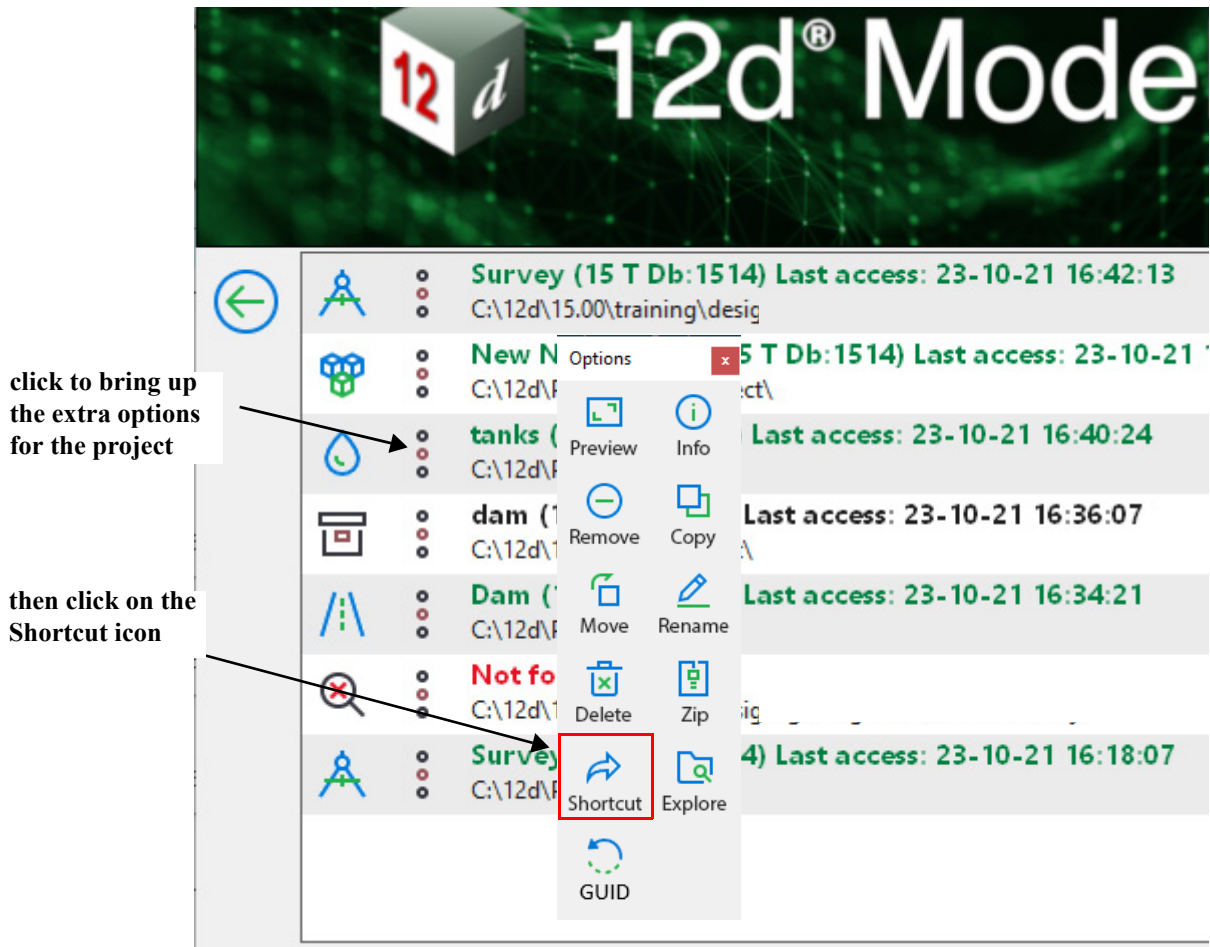 12 d 12d® Mode
Survey (15 T Db:1514) Last access: 23-10-21 16:42:13
C:\12d\15.00\training\desig
New N 5 T Db:1514) Last access: 23-10-21
C:\12d\ ect\
click to bring up
the extra options
for the project
tanks ( Last access: 23-10-21 16:40:24
C:\12d\
dam ( Last access: 23-10-21 16:36:07
C:\12d\1 :\
then click on the
Shortcut icon
Dam ( Last access: 23-10-21 16:34:21
C:\12d\
Not fo
C:\12d\1 sig
Survey 4) Last access: 23-10-21 16:18:07
C:\12d\
Options x
Preview Info
Remove Copy
Move Rename
Delete Zip
Shortcut Explore
GUID